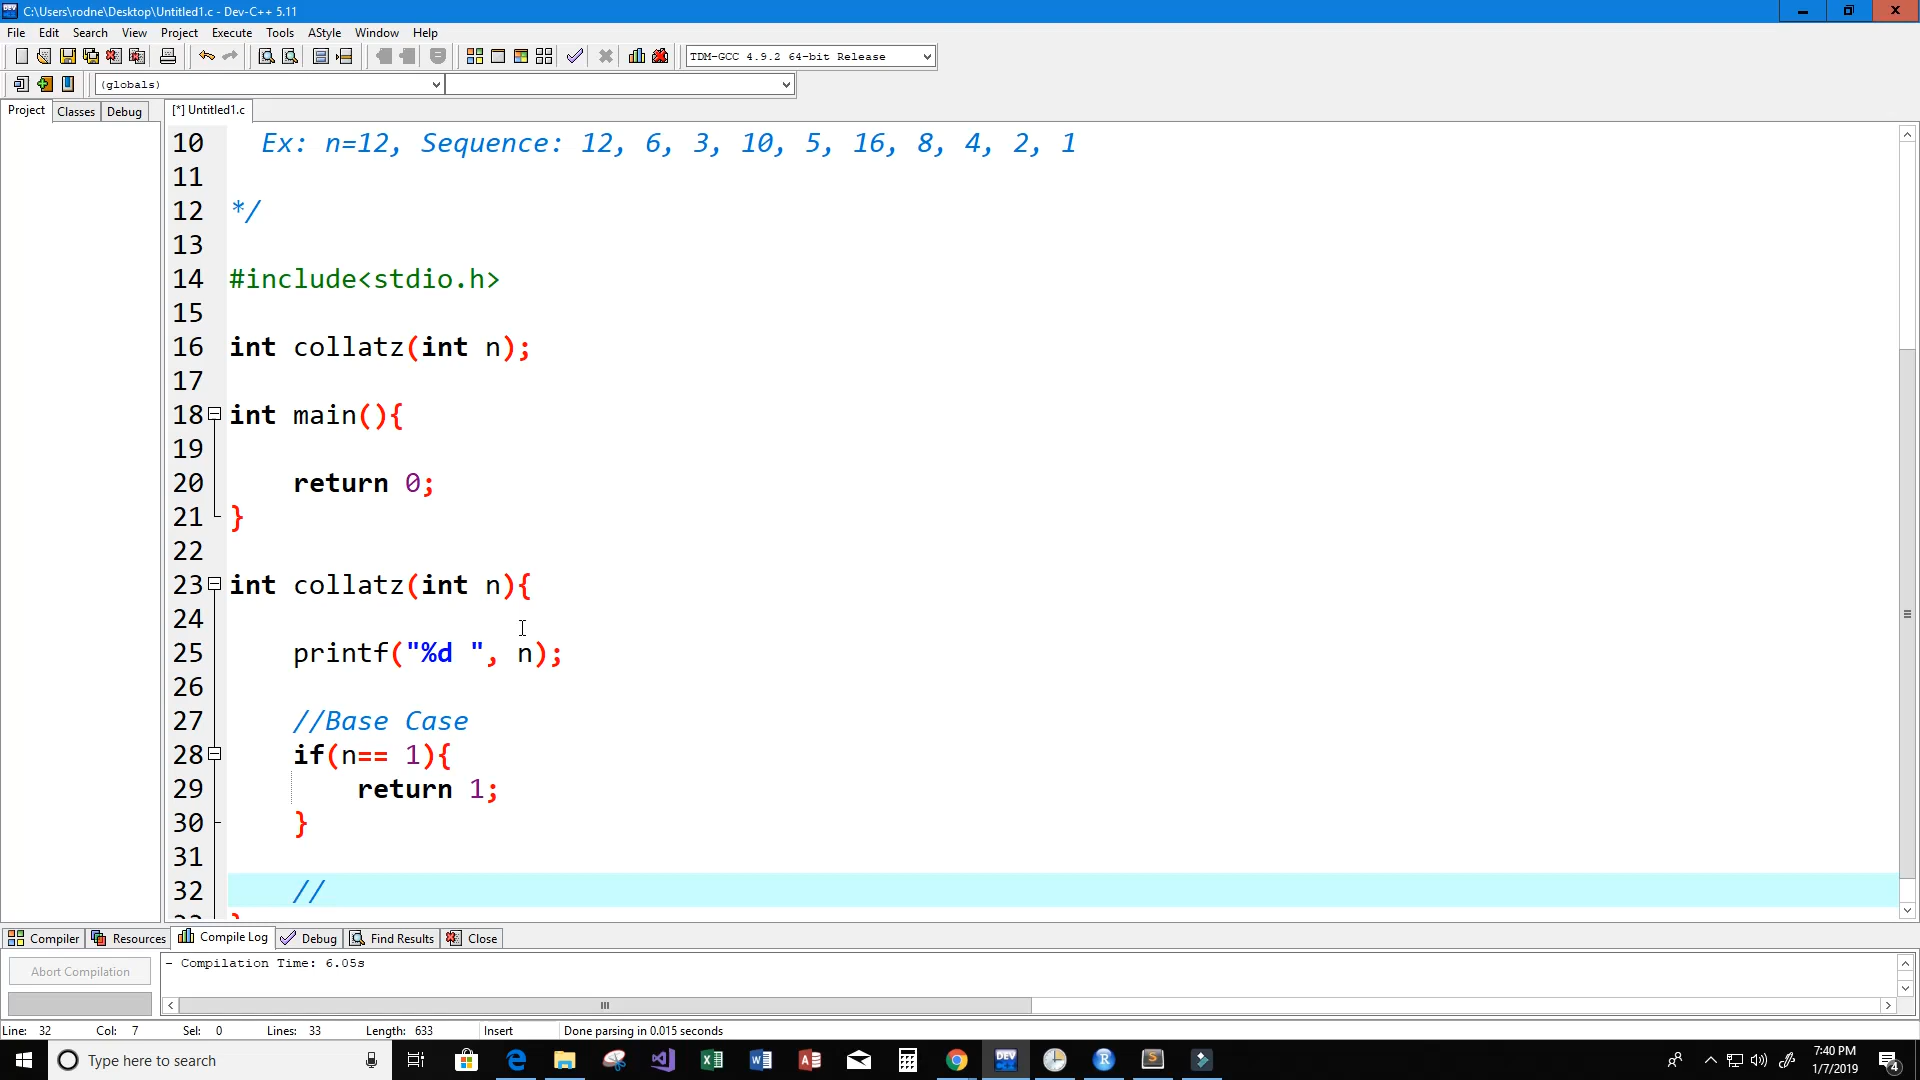 C:\Users\rodne\Desktop\Untitled1.c - Dev-C++ 5.11
File Edit Search View Project Execute Tools AStyle Window Help
TDM-GCC 4.9.2 64-bit Release
(globals)
Project Classes Debug
[*] Untitled1.c
10 Ex: n=12, Sequence: 12, 6, 3, 10, 5, 16, 8, 4, 2, 1
11
12 */
13
14 #include<stdio.h>
15
16 int collatz(int n);
17
18 int main(){
19
20 return 0;
21 }
22
23 int collatz(int n){
24
25 printf("%d ", n);
26
27 //Base Case
28 if(n== 1){
29 return 1;
30 }
31
32 //
Compiler Resources Compile Log Debug Find Results Close
Abort Compilation
- Compilation Time: 6.05s
Line: 32 Col: 7 Sel: 0 Lines: 33 Length: 633 Insert Done parsing in 0.015 seconds
Type here to search
7:40 PM
1/7/2019
4